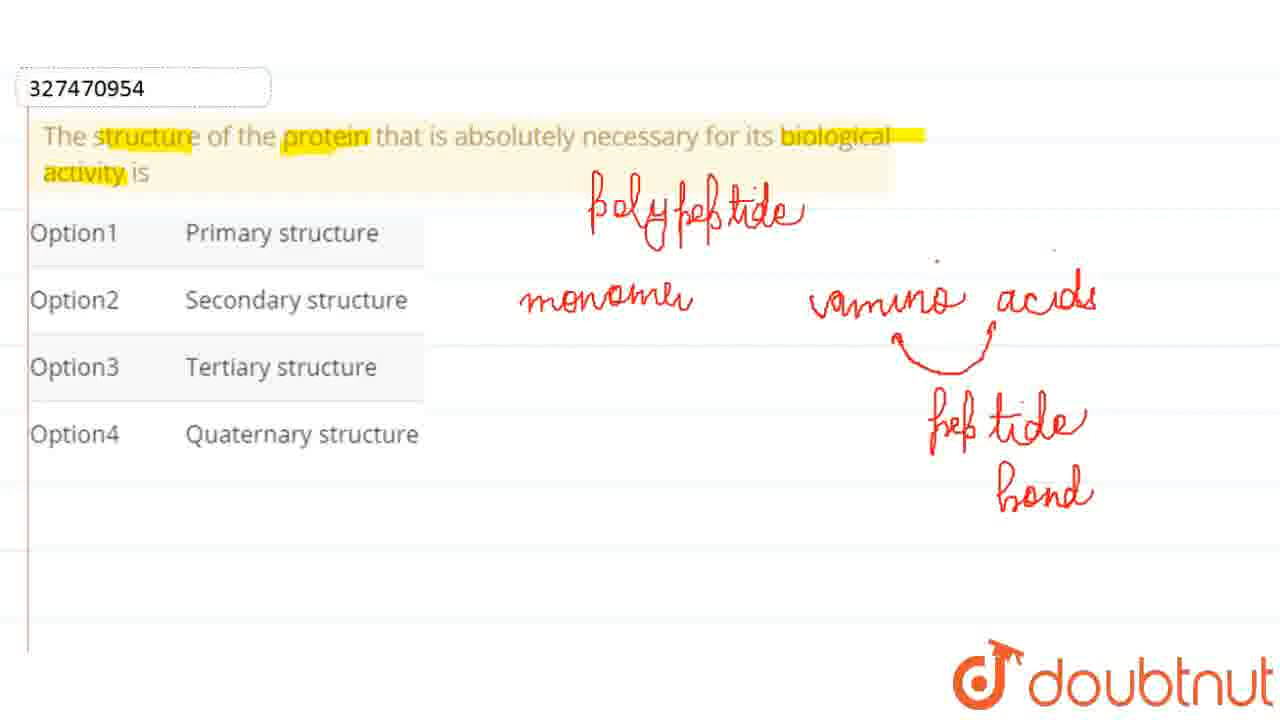 327470954
The structure of the protein that is absolutely necessary for its biological
activity is
Option1 Primary structure
Option2 Secondary structure
Option3 Tertiary structure
Option4 Quaternary structure
polypeptide
monomer amino acids
peptide
bond
doubtnut